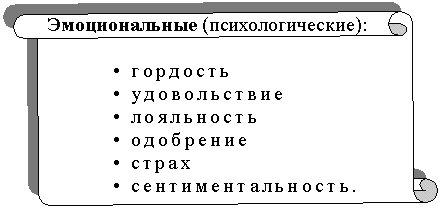 Эмоциональные (психологические):
• гордость
• удовольствие
• лояльность
• одобрение
• страх
• сентиментальность.